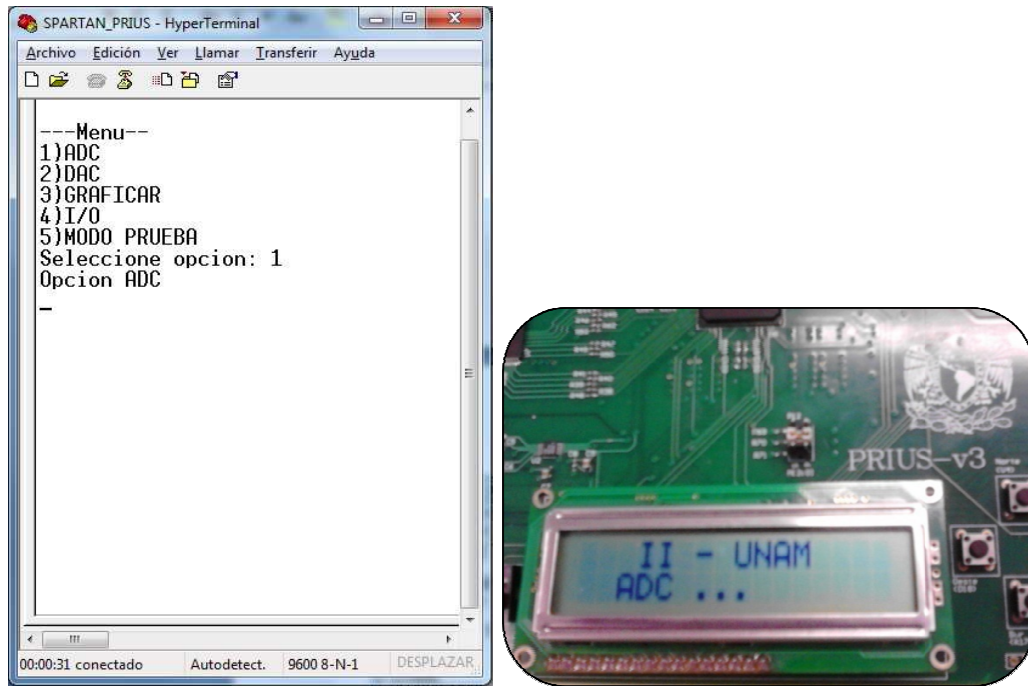 SPARTAN_PRIUS - HyperTerminal
Archivo Edición Ver Llamar Transferir Ayuda
---Menu--
1)ADC
2)DAC
3)GRAFICAR
4)I/O
5)MODO PRUEBA
Seleccione opcion: 1
Opcion ADC
00:00:31 conectado Autodetect. 9600 8-N-1 DESPLAZAR
PRIUS-v3
II - UNAM
ADC ...